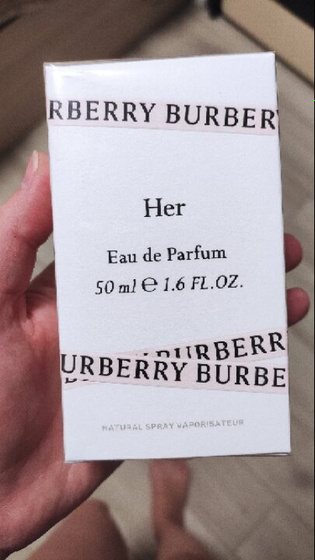 RBERRY BURBER
Her
Eau de Parfum
50 ml e 1.6 FL.OZ.
BURBERR
URBERRY BURBE
NATURAL SPRAY VAPORISATEUR